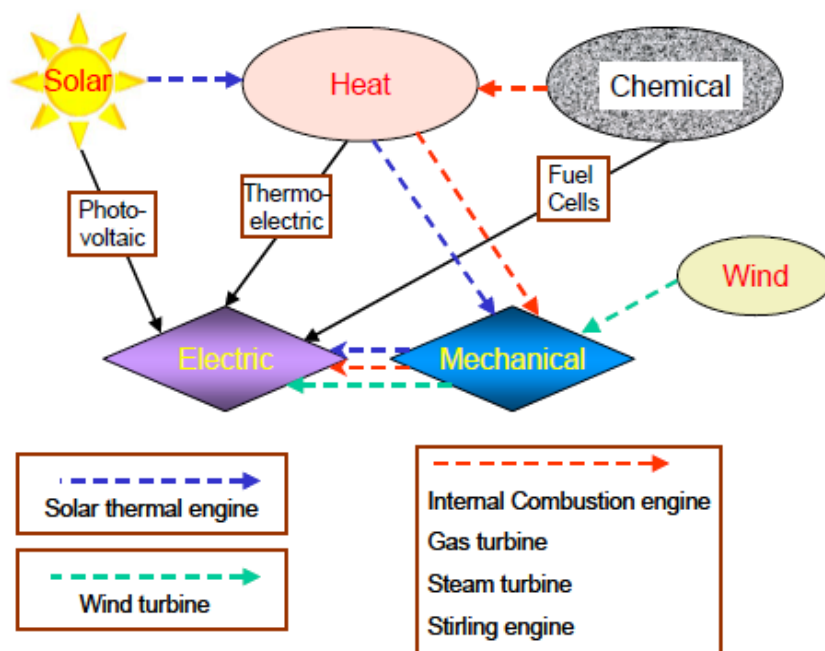 Solar
Heat
Chemical
Photo-
voltaic
Thermo-
electric
Fuel
Cells
Wind
Electric
Mechanical
Solar thermal engine
Wind turbine
Internal Combustion engine
Gas turbine
Steam turbine
Stirling engine